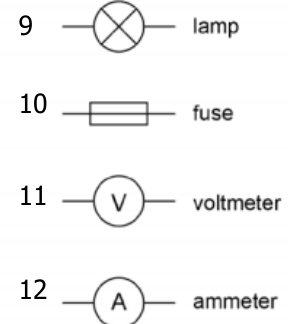 9 lamp
10 fuse
11 V voltmeter
12 A ammeter